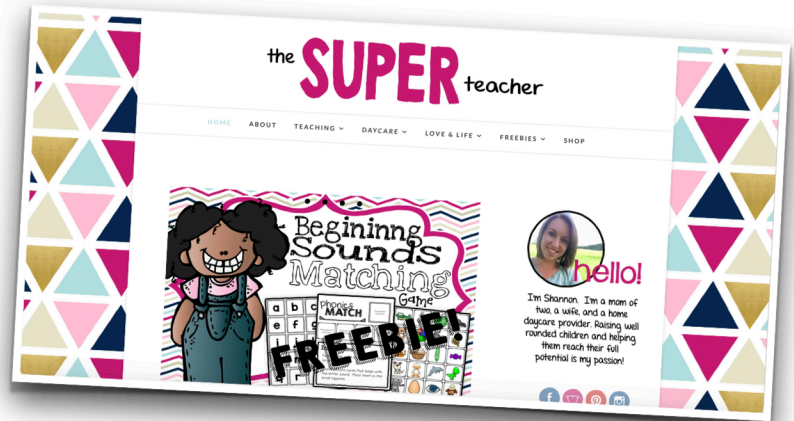 the SUPER teacher
HOME ABOUT TEACHING DAYCARE LOVE & LIFE FREEBIES SHOP
Begininng
Sounds
Matching
Game
Phonics
MATCH
a b c
e f g
FREEBIE!
hello!
I'm Shannon. I'm a mom of
two, a wife, and a home
daycare provider. Raising well
rounded children and helping
them reach their full
potential is my passion!